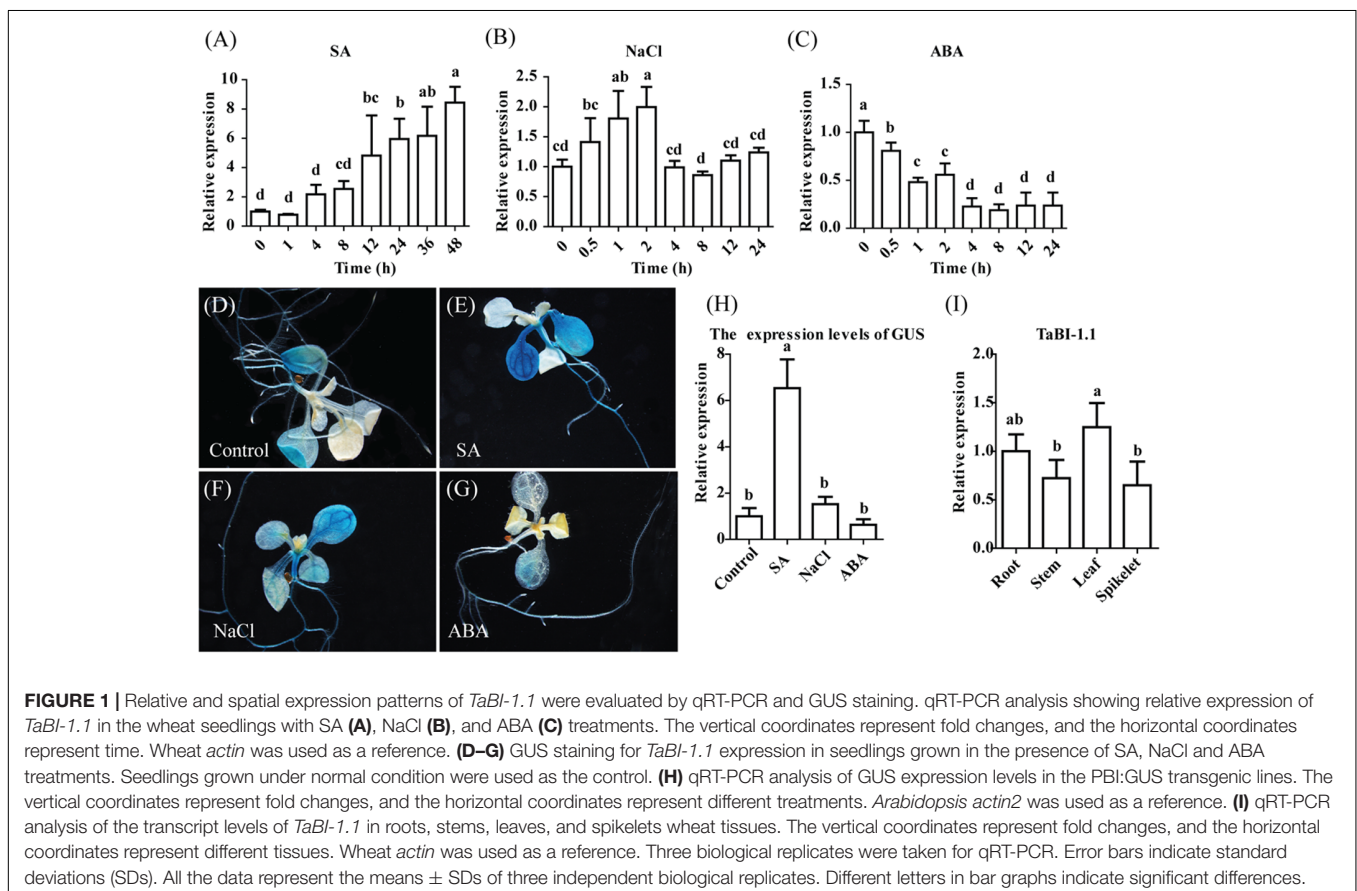 (A)
SA
Relative expression
10
8
6
4
2
0
d
d
d
cd
bc
b
ab
a
0
1
4
8
12
24
36
48
Time (h)
(B)
NaCl
Relative expression
2.5
2.0
1.5
1.0
0.5
0.0
cd
bc
ab
a
cd
d
cd
cd
0
0.5
1
2
4
8
12
24
Time (h)
(C)
ABA
Relative expression
1.5
1.0
0.5
0.0
a
b
c
c
d
d
d
d
0
0.5
1
2
4
8
12
24
Time (h)
(D)
Control
(E)
SA
(F)
NaCl
(G)
ABA
(H)
The expression levels of GUS
Relative expression
8
6
4
2
0
b
a
b
b
Control
SA
NaCl
ABA
(I)
TaBI-1.1
Relative expression
2.0
1.5
1.0
0.5
0.0
ab
b
a
b
Root
Stem
Leaf
Spikelet
FIGURE 1 | Relative and spatial expression patterns of TaBI-1.1 were evaluated by qRT-PCR and GUS staining. qRT-PCR analysis showing relative expression of
TaBI-1.1 in the wheat seedlings with SA (A), NaCl (B), and ABA (C) treatments. The vertical coordinates represent fold changes, and the horizontal coordinates
represent time. Wheat actin was used as a reference. (D–G) GUS staining for TaBI-1.1 expression in seedlings grown in the presence of SA, NaCl and ABA
treatments. Seedlings grown under normal condition were used as the control. (H) qRT-PCR analysis of GUS expression levels in the PBI:GUS transgenic lines. The
vertical coordinates represent fold changes, and the horizontal coordinates represent different treatments. Arabidopsis actin2 was used as a reference. (I) qRT-PCR
analysis of the transcript levels of TaBI-1.1 in roots, stems, leaves, and spikelets wheat tissues. The vertical coordinates represent fold changes, and the horizontal
coordinates represent different tissues. Wheat actin was used as a reference. Three biological replicates were taken for qRT-PCR. Error bars indicate standard
deviations (SDs). All the data represent the means ± SDs of three independent biological replicates. Different letters in bar graphs indicate significant differences.